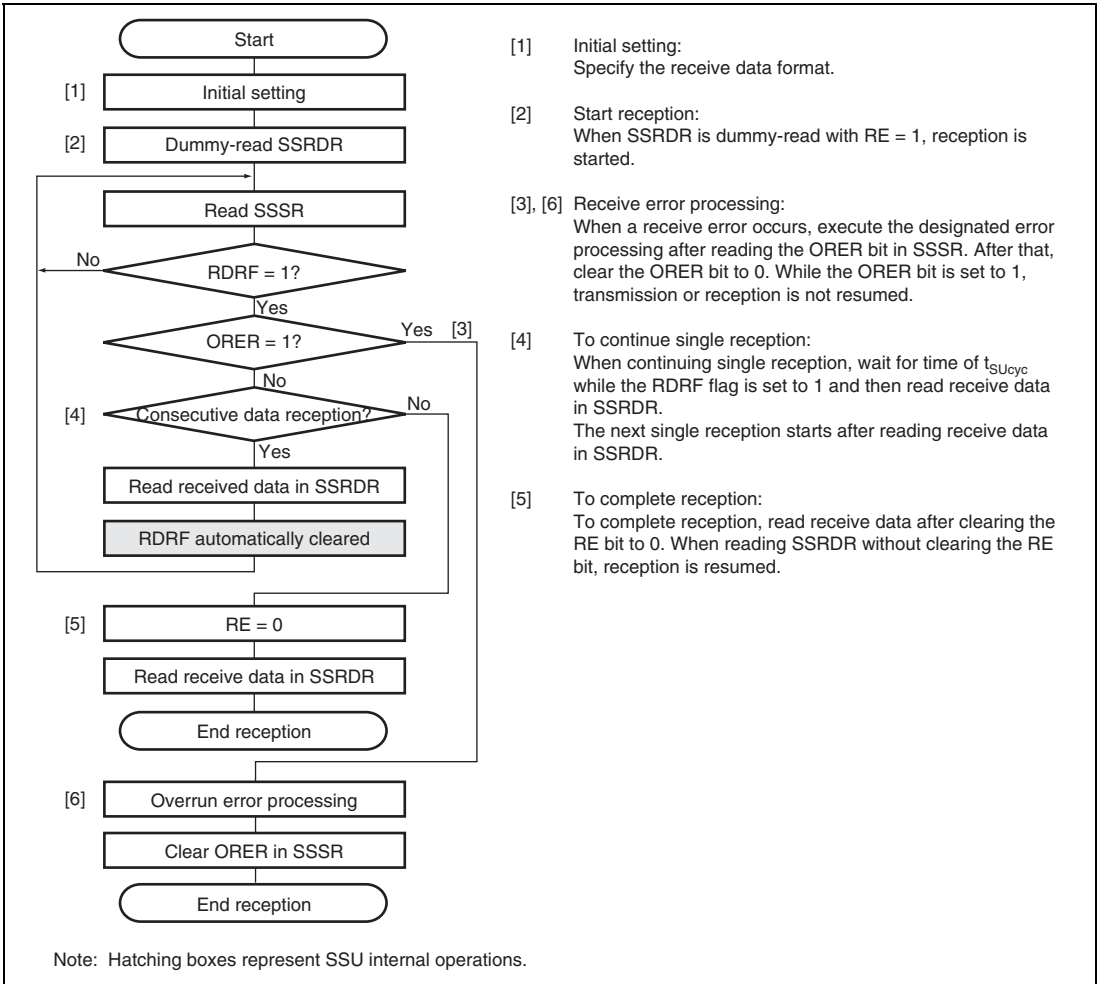 Start
[1] Initial setting
[2] Dummy-read SSRDR
Read SSSR
No
RDRF = 1?
Yes
ORER = 1?
Yes [3]
No
[4] Consecutive data reception?
No
Yes
Read received data in SSRDR
RDRF automatically cleared
[5] RE = 0
Read receive data in SSRDR
End reception
[6] Overrun error processing
Clear ORER in SSSR
End reception
[1] Initial setting:
Specify the receive data format.
[2] Start reception:
When SSRDR is dummy-read with RE = 1, reception is
started.
[3], [6] Receive error processing:
When a receive error occurs, execute the designated error
processing after reading the ORER bit in SSSR. After that,
clear the ORER bit to 0. While the ORER bit is set to 1,
transmission or reception is not resumed.
[4] To continue single reception:
When continuing single reception, wait for time of tSUcyc
while the RDRF flag is set to 1 and then read receive data
in SSRDR.
The next single reception starts after reading receive data
in SSRDR.
[5] To complete reception:
To complete reception, read receive data after clearing the
RE bit to 0. When reading SSRDR without clearing the RE
bit, reception is resumed.
Note: Hatching boxes represent SSU internal operations.